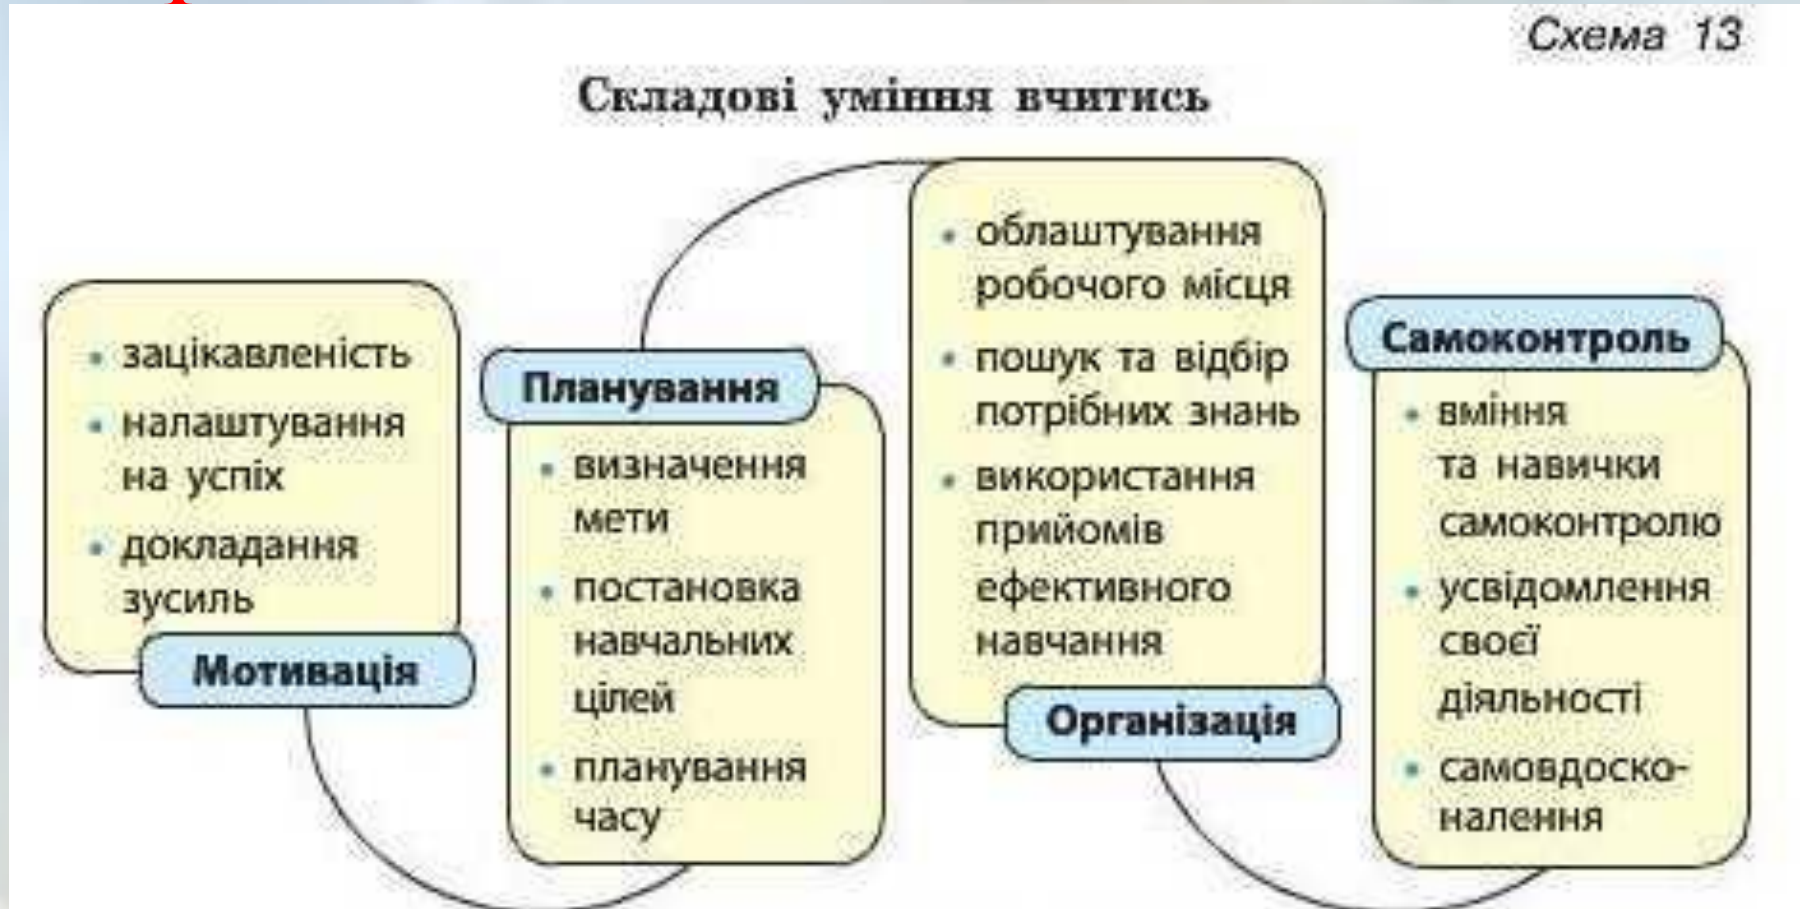 Схема 13
Складові уміння вчитись
• зацікавленість
• налаштування
на успіх
• докладання
зусиль
Мотивація
Планування
• визначення
мети
• постановка
навчальних
цілей
• планування
часу
• облаштування
робочого місця
• пошук та відбір
потрібних знань
• використання
прийомів
ефективного
навчання
Організація
Самоконтроль
• вміння
та навички
самоконтролю
• усвідомлення
своєї
діяльності
• самовдоско-
налення